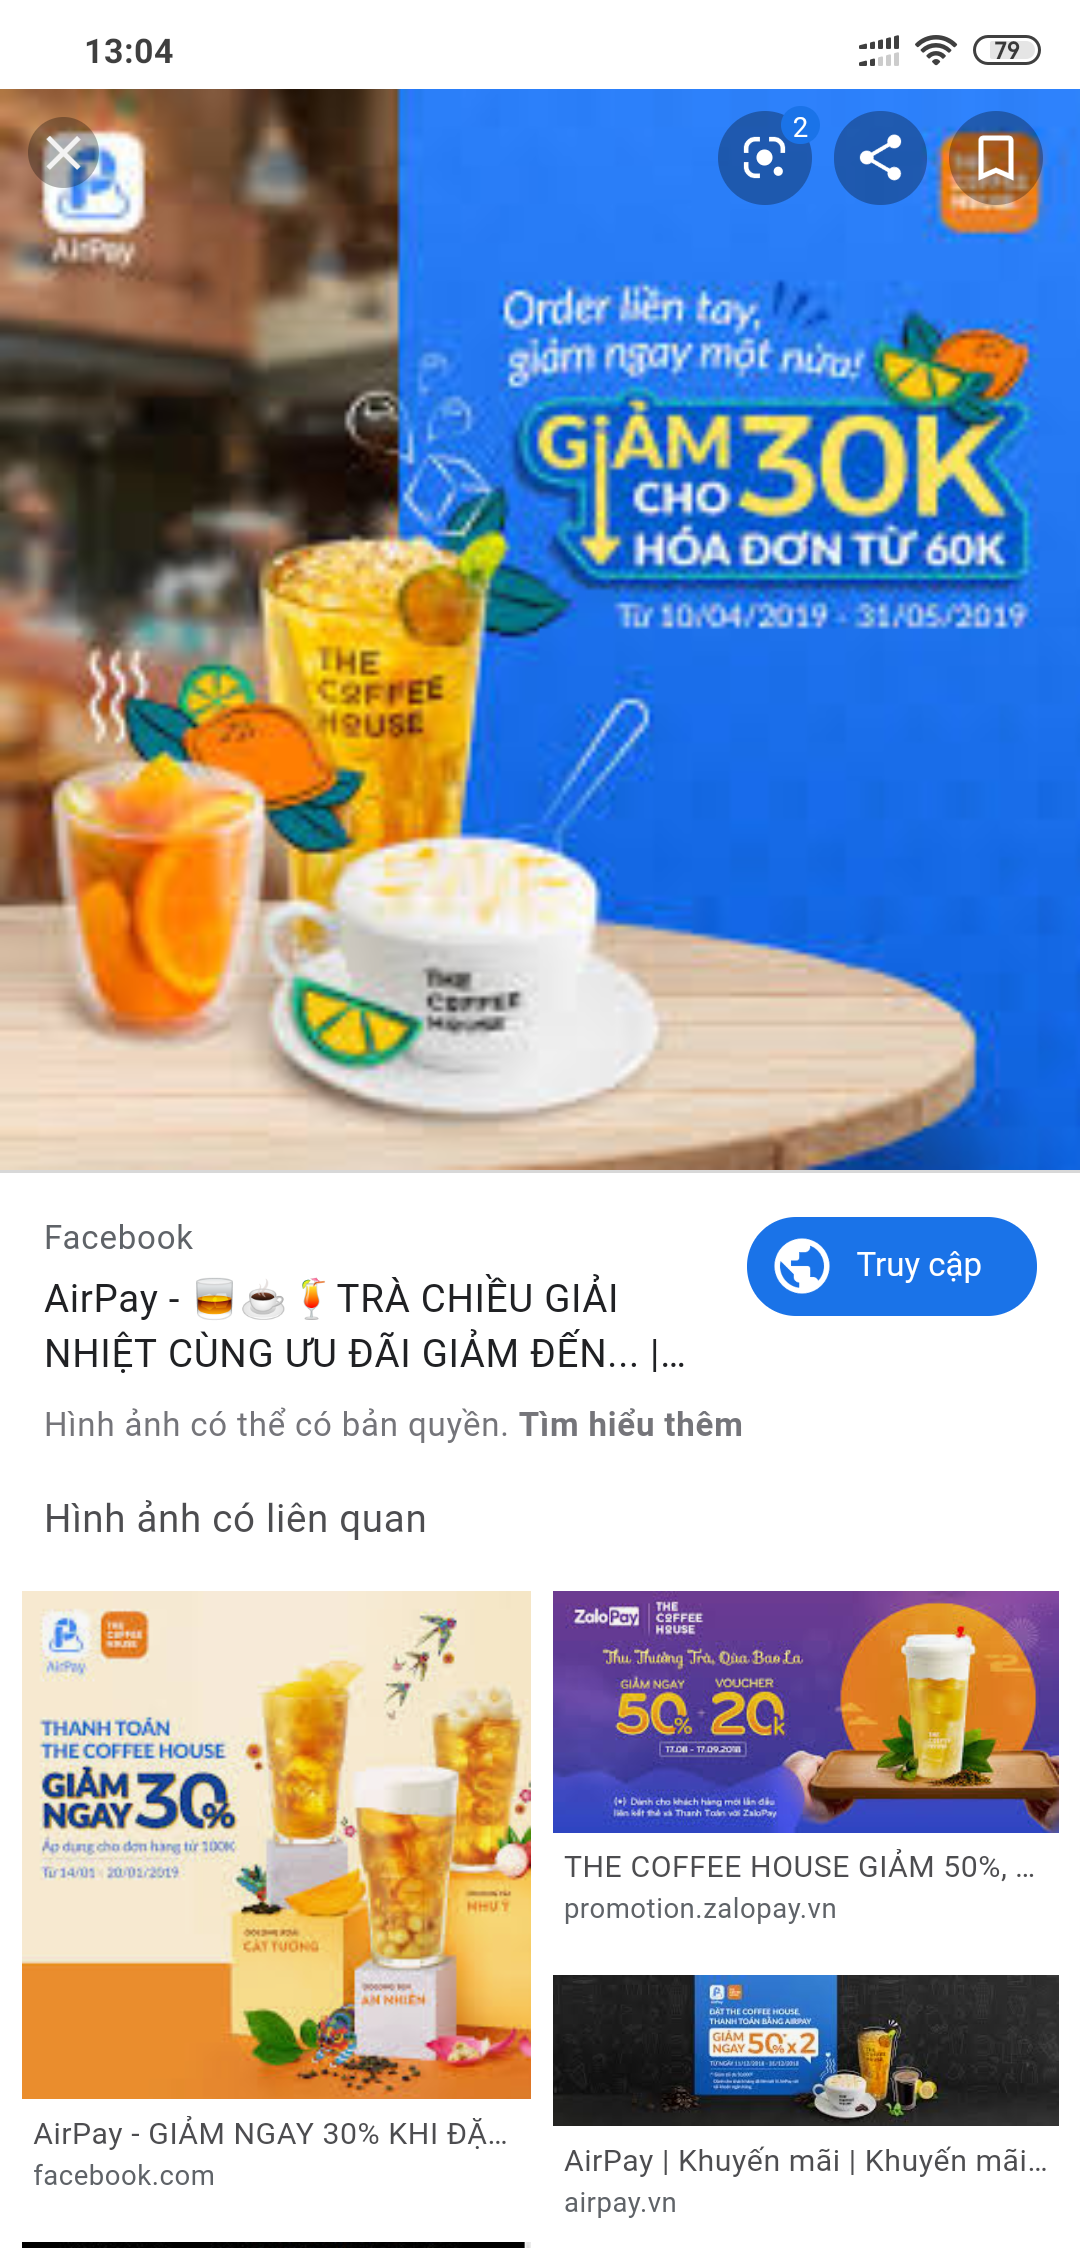 13:04
79
2
AirPay
Order liền tay,
giảm ngay một nửa!
GIẢM 30K
CHO
HÓA ĐƠN TỪ 60K
Từ 10/04/2019 - 31/05/2019
THE
COFFEE
HOUSE
THE
COFFEE
HOUSE
Facebook
Truy cập
AirPay - 🥃☕🍹TRÀ CHIỀU GIẢI
NHIỆT CÙNG ƯU ĐÃI GIẢM ĐẾN... |...
Hình ảnh có thể có bản quyền. Tìm hiểu thêm
Hình ảnh có liên quan
AirPay
THE
COFFEE
HOUSE
THANH TOÁN
THE COFFEE HOUSE
GIẢM
NGAY 30%
Áp dụng cho đơn hàng từ 100K
Từ 14/01 - 20/01/2019
CÁT TƯỜNG
AN NHIÊN
NHƯ Ý
AirPay - GIẢM NGAY 30% KHI ĐẶ...
facebook.com
ZaloPay
THE
COFFEE
HOUSE
Thu Thưởng Trà, Qùa Bao La
GIẢM NGAY 50% + VOUCHER 20k
17.08 - 17.09.2018
(*) Dành cho khách hàng mới lần đầu
liên kết thẻ và Thanh Toán với ZaloPay
THE COFFEE HOUSE GIẢM 50%, ...
promotion.zalopay.vn
ĐẶT THE COFFEE HOUSE,
THANH TOÁN BẰNG AIRPAY
GIẢM
NGAY 50% x 2
AirPay | Khuyến mãi | Khuyến mãi...
airpay.vn